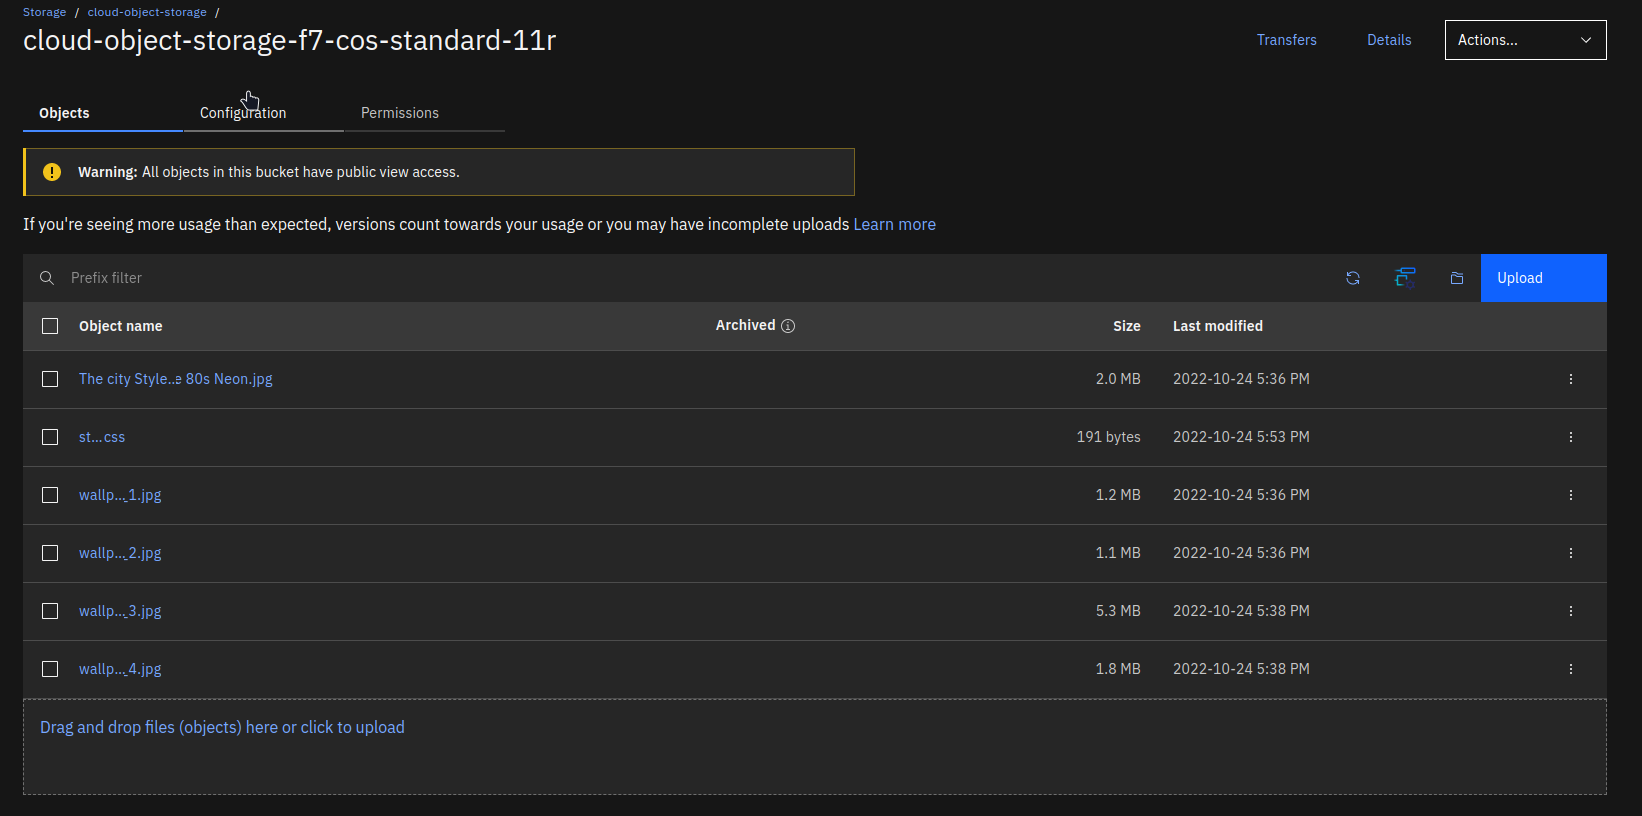 Storage / cloud-object-storage /
cloud-object-storage-f7-cos-standard-11r
Transfers Details Actions...
Objects Configuration Permissions
Warning: All objects in this bucket have public view access.
If you're seeing more usage than expected, versions count towards your usage or you may have incomplete uploads Learn more
Prefix filter Upload
Object name Archived Size Last modified
The city Style...e 80s Neon.jpg 2.0 MB 2022-10-24 5:36 PM
st...css 191 bytes 2022-10-24 5:53 PM
wallp..._1.jpg 1.2 MB 2022-10-24 5:36 PM
wallp..._2.jpg 1.1 MB 2022-10-24 5:36 PM
wallp..._3.jpg 5.3 MB 2022-10-24 5:38 PM
wallp..._4.jpg 1.8 MB 2022-10-24 5:38 PM
Drag and drop files (objects) here or click to upload